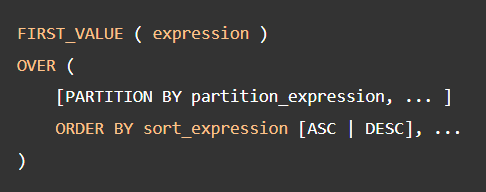 FIRST_VALUE ( expression )
OVER (
[PARTITION BY partition_expression, ... ]
ORDER BY sort_expression [ASC | DESC], ...
)